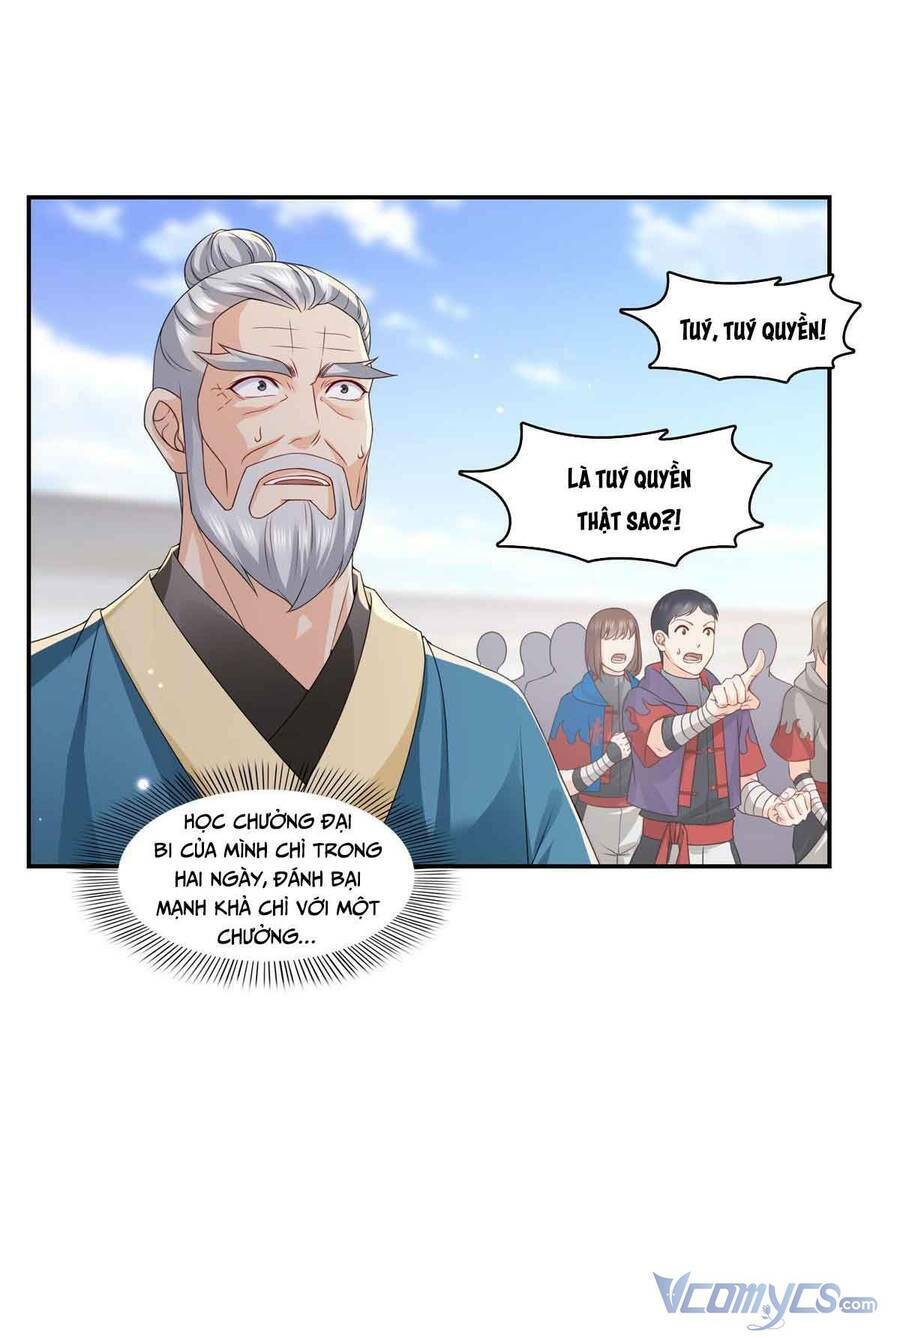 TUÝ, TUÝ QUYỀN!
LÀ TUÝ QUYỀN
THẬT SAO?!
HỌC CHƯỞNG ĐẠI
BI CỦA MÌNH CHỈ TRONG
HAI NGÀY, ĐÁNH BẠI
MẠNH KHẢ CHỈ VỚI MỘT
CHƯỞNG...
VCOMYCS.com